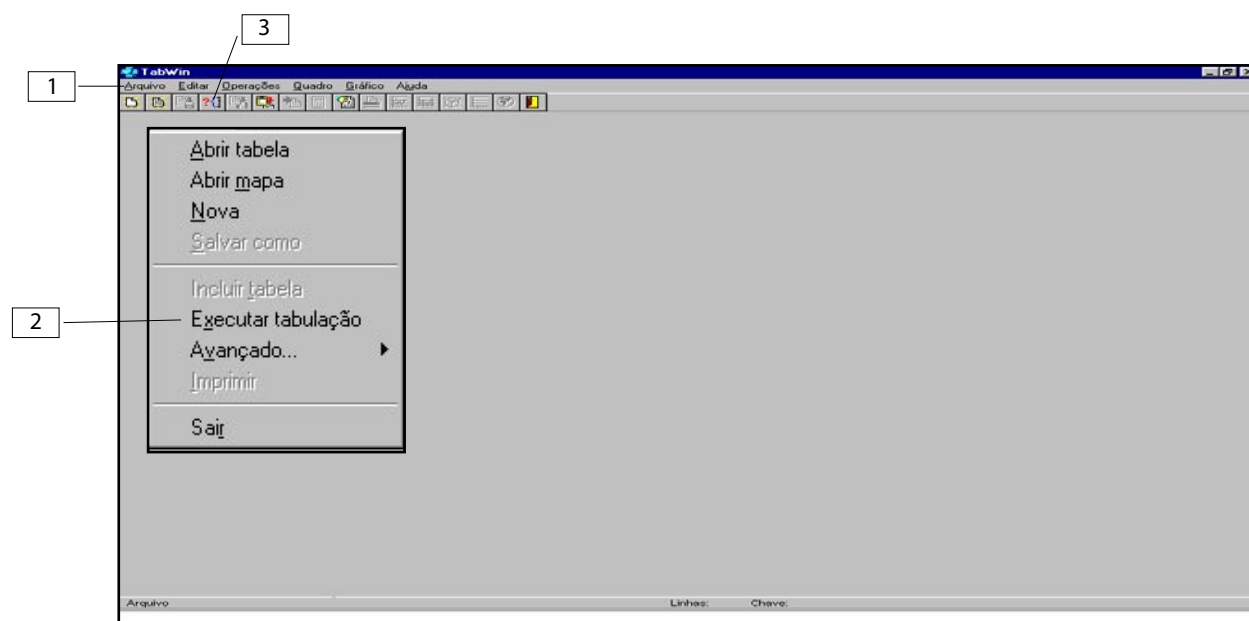 3
TabWin
1
Arquivo Editar Operações Quadro Gráfico Ajuda
Abrir tabela
Abrir mapa
Nova
Salvar como
Incluir tabela
2
Executar tabulação
Avançado...
Imprimir
Sair
Arquivo Linhas: Chave: